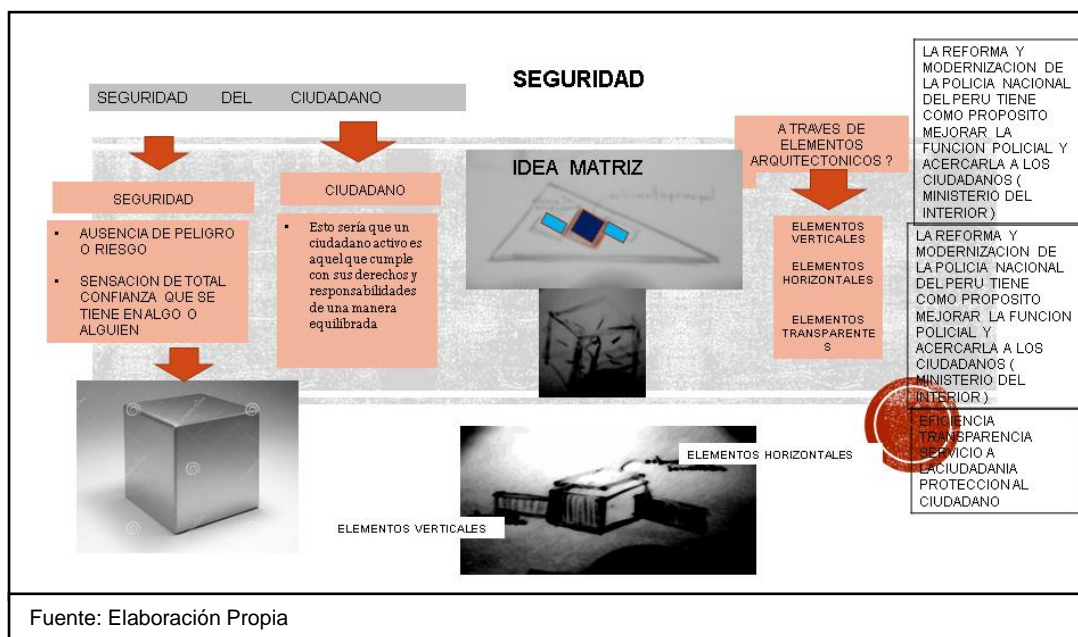 SEGURIDAD
SEGURIDAD DEL CIUDADANO
SEGURIDAD
▪ AUSENCIA DE PELIGRO
O RIESGO
▪ SENSACION DE TOTAL
CONFIANZA QUE SE
TIENE EN ALGO O
ALGUIEN
CIUDADANO
▪ Esto sería que un
ciudadano activo es
aquel que cumple
con sus derechos y
responsabilidades
de una manera
equilibrada
IDEA MATRIZ
A TRAVES DE
ELEMENTOS
ARQUITECTONICOS ?
ELEMENTOS
VERTICALES
ELEMENTOS
HORIZONTALES
ELEMENTOS
TRANSPARENTE
S
LA REFORMA Y
MODERNIZACION DE
LA POLICIA NACIONAL
DEL PERU TIENE
COMO PROPOSITO
MEJORAR LA
FUNCION POLICIAL Y
ACERCARLA A LOS
CIUDADANOS (
MINISTERIO DEL
INTERIOR )
LA REFORMA Y
MODERNIZACION DE
LA POLICIA NACIONAL
DEL PERU TIENE
COMO PROPOSITO
MEJORAR LA FUNCION
POLICIAL Y
ACERCARLA A LOS
CIUDADANOS (
MINISTERIO DEL
INTERIOR )
EFICIENCIA
TRANSPARENCIA
SERVICIO A
LACIUDADANIA
PROTECCION AL
CIUDADANO
ELEMENTOS HORIZONTALES
ELEMENTOS VERTICALES
Fuente: Elaboración Propia